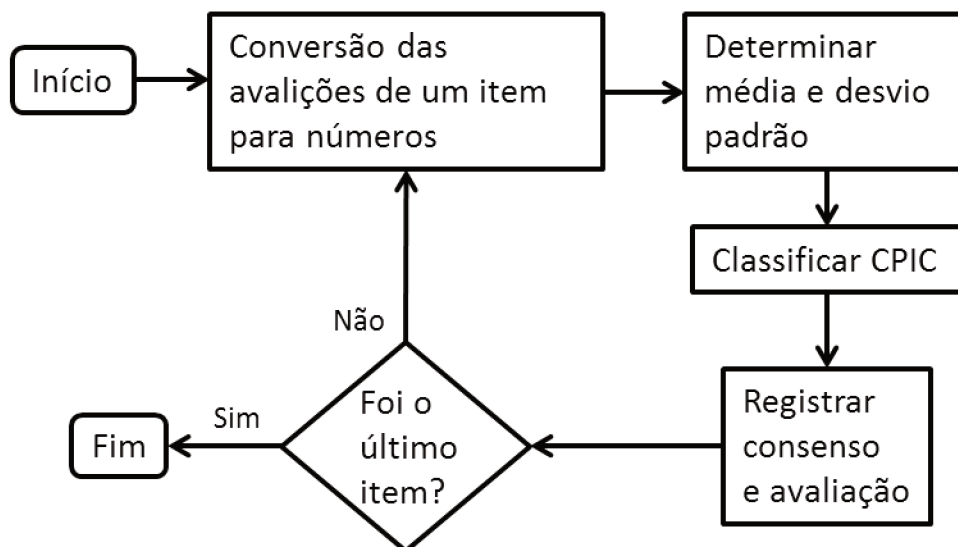 Início
Conversão das
avalições de um item
para números
Determinar
média e desvio
padrão
Classificar CPIC
Registrar
consenso
e avaliação
Foi o
último
item?
Não
Sim
Fim